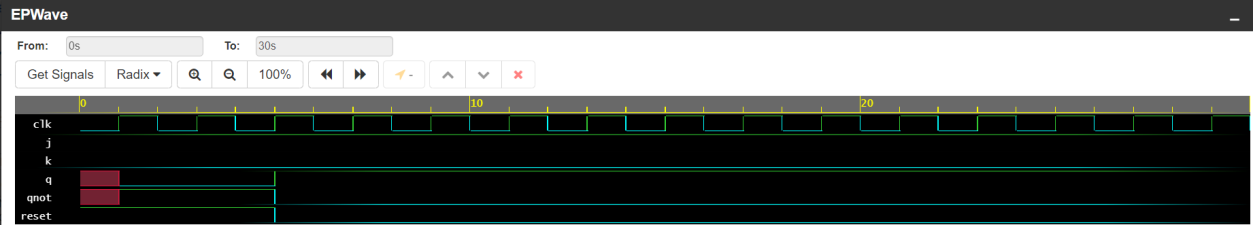 EPWave
From: 0s To: 30s
Get Signals Radix 100% -
0 10 20
clk
j
k
q
qnot
reset